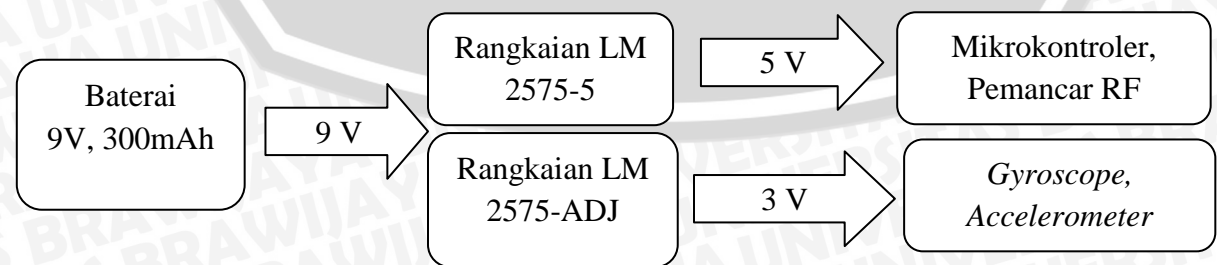 Baterai
9V, 300mAh
9 V
Rangkaian LM
2575-5
5 V
Mikrokontroler,
Pemancar RF
Rangkaian LM
2575-ADJ
3 V
Gyroscope,
Accelerometer